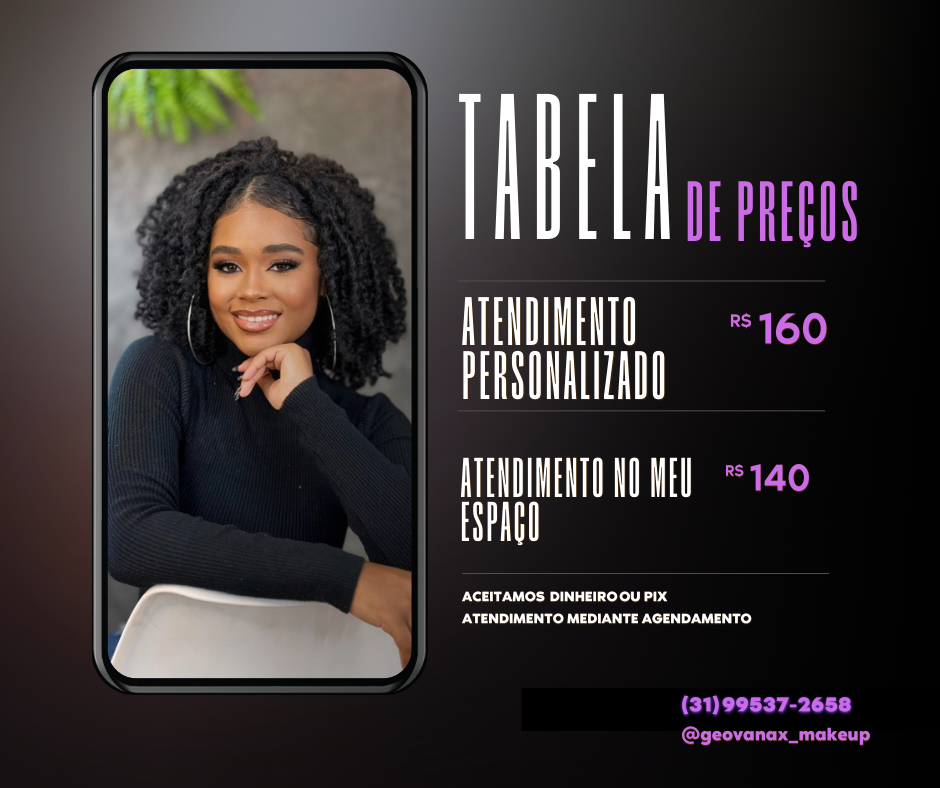 TABELA DE PREÇOS
ATENDIMENTO R$ 160
PERSONALIZADO
ATENDIMENTO NO MEU R$ 140
ESPAÇO
ACEITAMOS DINHEIRO OU PIX
ATENDIMENTO MEDIANTE AGENDAMENTO
(31)99537-2658
@geovanax_makeup